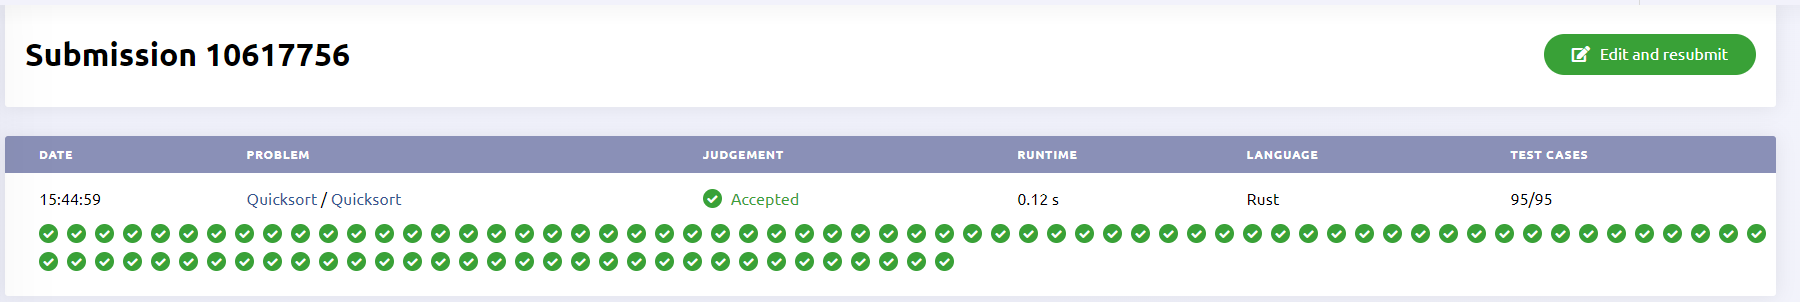 Submission 10617756
Edit and resubmit
DATE PROBLEM JUDGEMENT RUNTIME LANGUAGE TEST CASES
15:44:59 Quicksort / Quicksort Accepted 0.12 s Rust 95/95